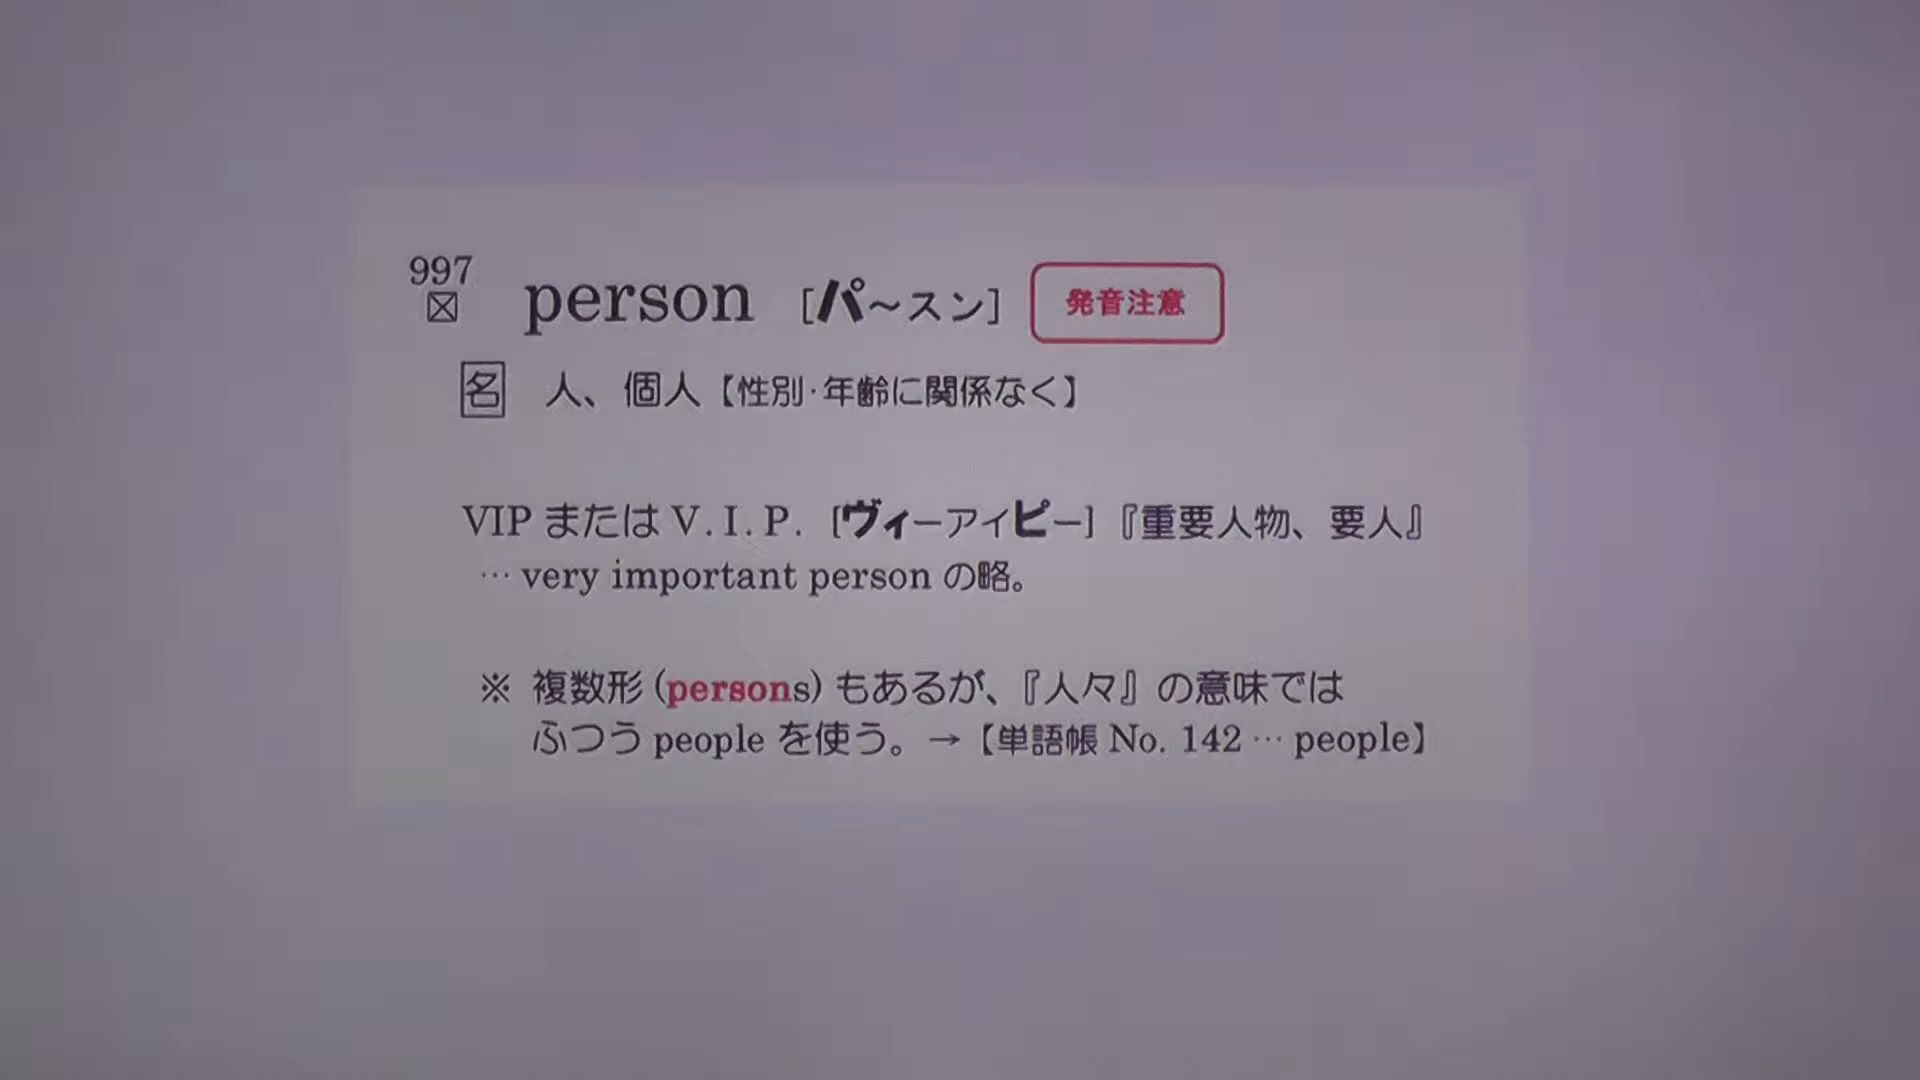 997
☒ person [パ～スン] 発音注意
名 人、個人【性別·年齢に関係なく】
VIP または V.I.P. [ヴィーアイピー]『重要人物、要人』
… very important person の略。
※ 複数形 (persons) もあるが、『人々』の意味では
ふつう people を使う。→【単語帳 No. 142 … people】